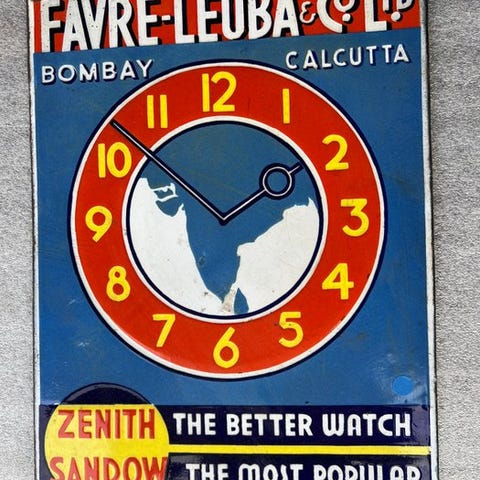 FAVRE-LEUBA & Co. LTD
BOMBAY
CALCUTTA
12
1
2
3
4
5
6
7
8
9
10
11
ZENITH THE BETTER WATCH
SANDOW THE MOST POPULAR